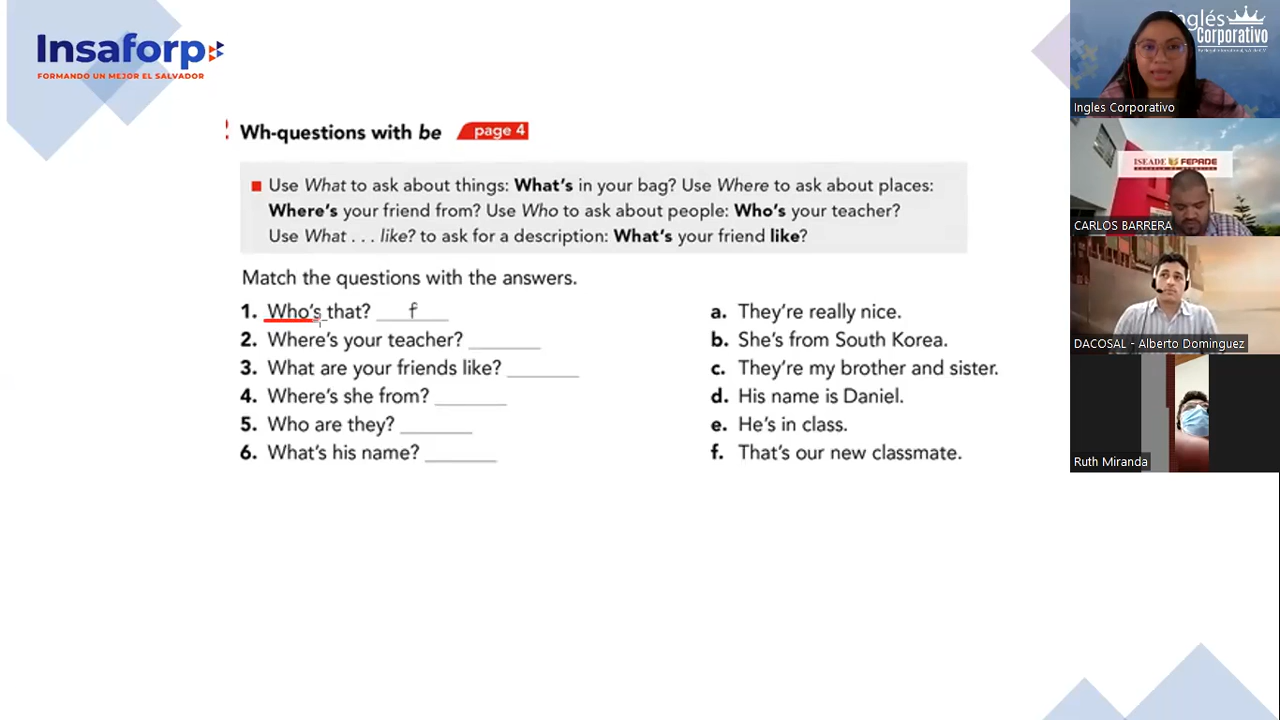 Insaforp
FORMANDO UN MEJOR EL SALVADOR
Inglés
Corporativo
Ingles Corporativo
ISEADE FEPADE
CARLOS BARRERA
DACOSAL - Alberto Domínguez
Ruth Miranda
Wh-questions with be page 4
Use What to ask about things: What's in your bag? Use Where to ask about places:
Where's your friend from? Use Who to ask about people: Who's your teacher?
Use What . . . like? to ask for a description: What's your friend like?
Match the questions with the answers.
1. Who's that? f
2. Where's your teacher?
3. What are your friends like?
4. Where's she from?
5. Who are they?
6. What's his name?
a. They're really nice.
b. She's from South Korea.
c. They're my brother and sister.
d. His name is Daniel.
e. He's in class.
f. That's our new classmate.